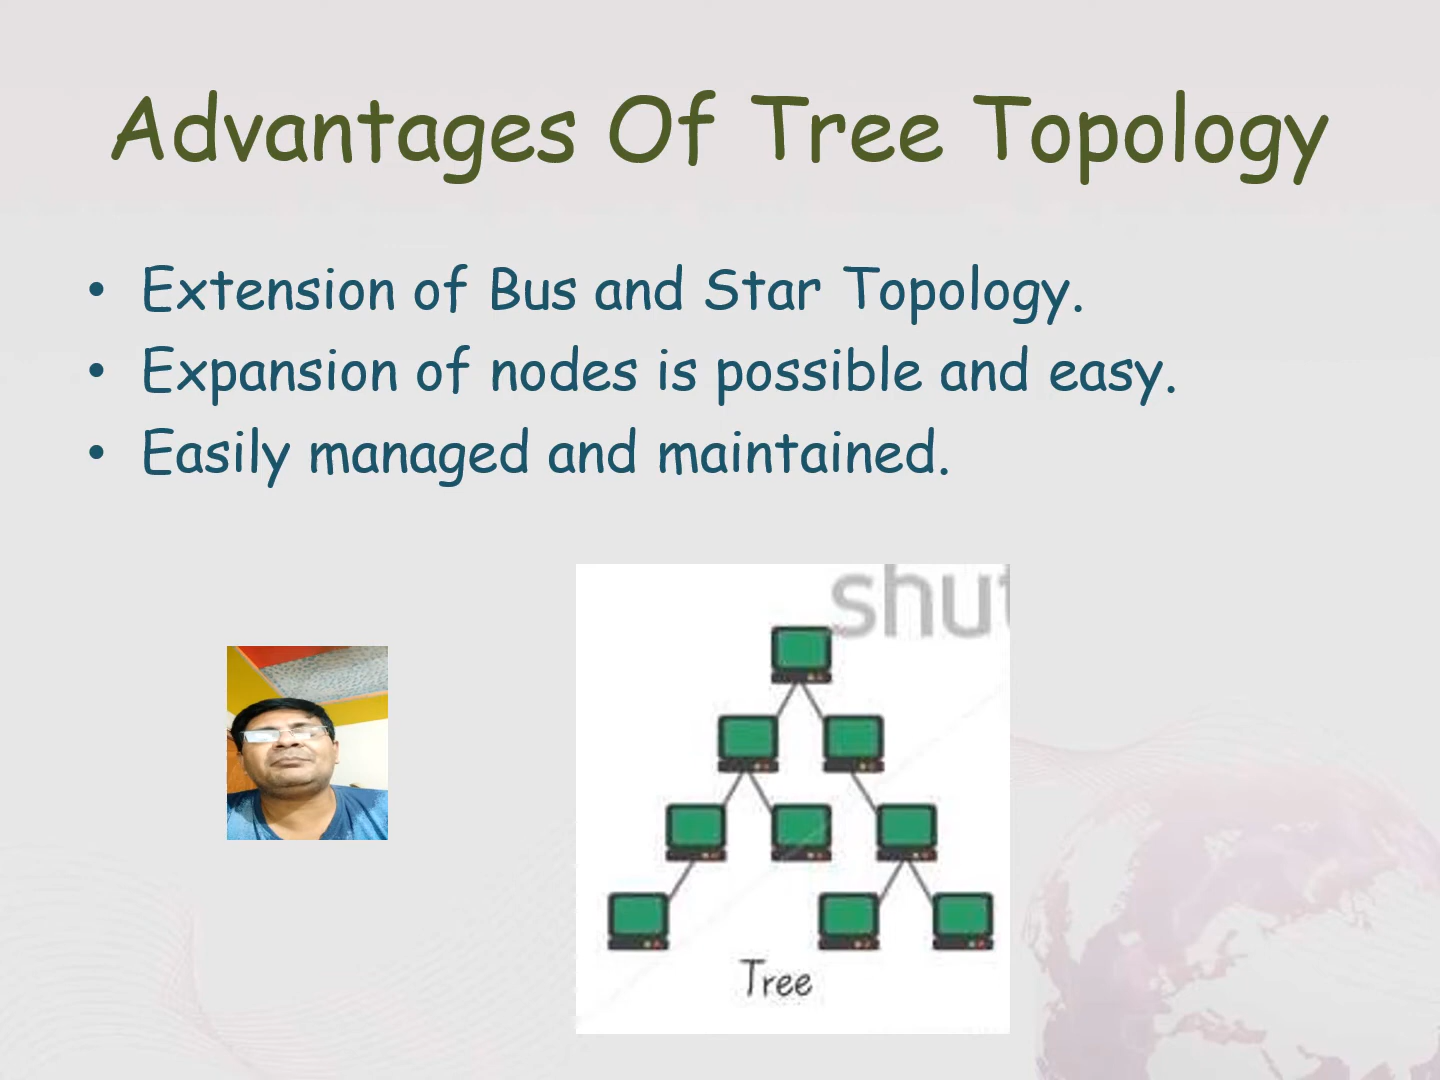 Advantages Of Tree Topology
• Extension of Bus and Star Topology.
• Expansion of nodes is possible and easy.
• Easily managed and maintained.
shut
Tree